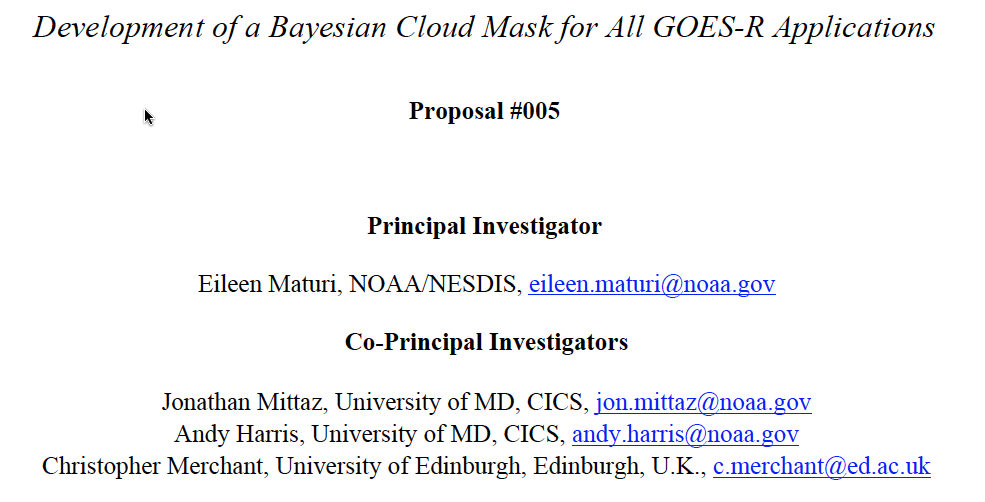 Development of a Bayesian Cloud Mask for All GOES-R Applications
Proposal #005
Principal Investigator
Eileen Maturi, NOAA/NESDIS, eileen.maturi@noaa.gov
Co-Principal Investigators
Jonathan Mittaz, University of MD, CICS, jon.mittaz@noaa.gov
Andy Harris, University of MD, CICS, andy.harris@noaa.gov
Christopher Merchant, University of Edinburgh, Edinburgh, U.K., c.merchant@ed.ac.uk